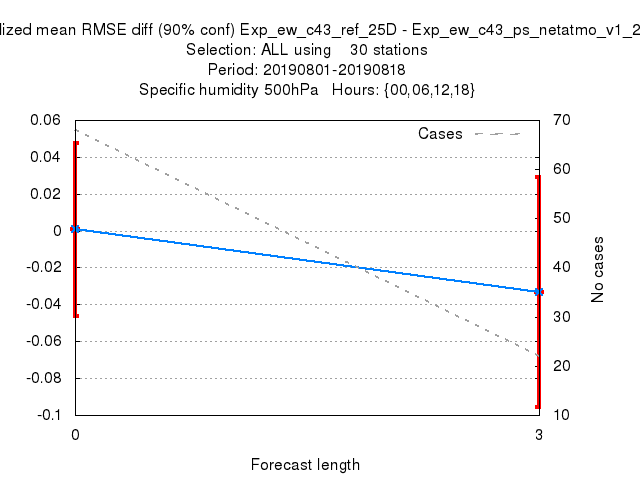 lized mean RMSE diff (90% conf) Exp_ew_c43_ref_25D - Exp_ew_c43_ps_netatmo_v1_2
Selection: ALL using    30 stations
Period: 20190801-20190818
Specific humidity 500hPa   Hours: {00,06,12,18}
Cases
0.06
0.04
0.02
0
-0.02
-0.04
-0.06
-0.08
-0.1
70
60
50
40
30
20
10
No cases
0
3
Forecast length